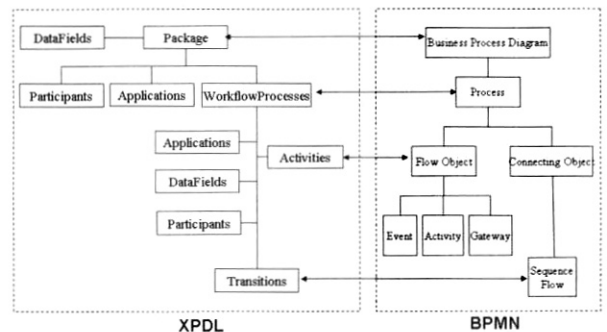 DataFields
Package
Business Process Diagram
Participants
Applications
WorkflowProcesses
Process
Applications
Activities
Flow Object
Connecting Object
DataFields
Participants
Event
Activity
Gateway
Transitions
Sequence
Flow
XPDL
BPMN